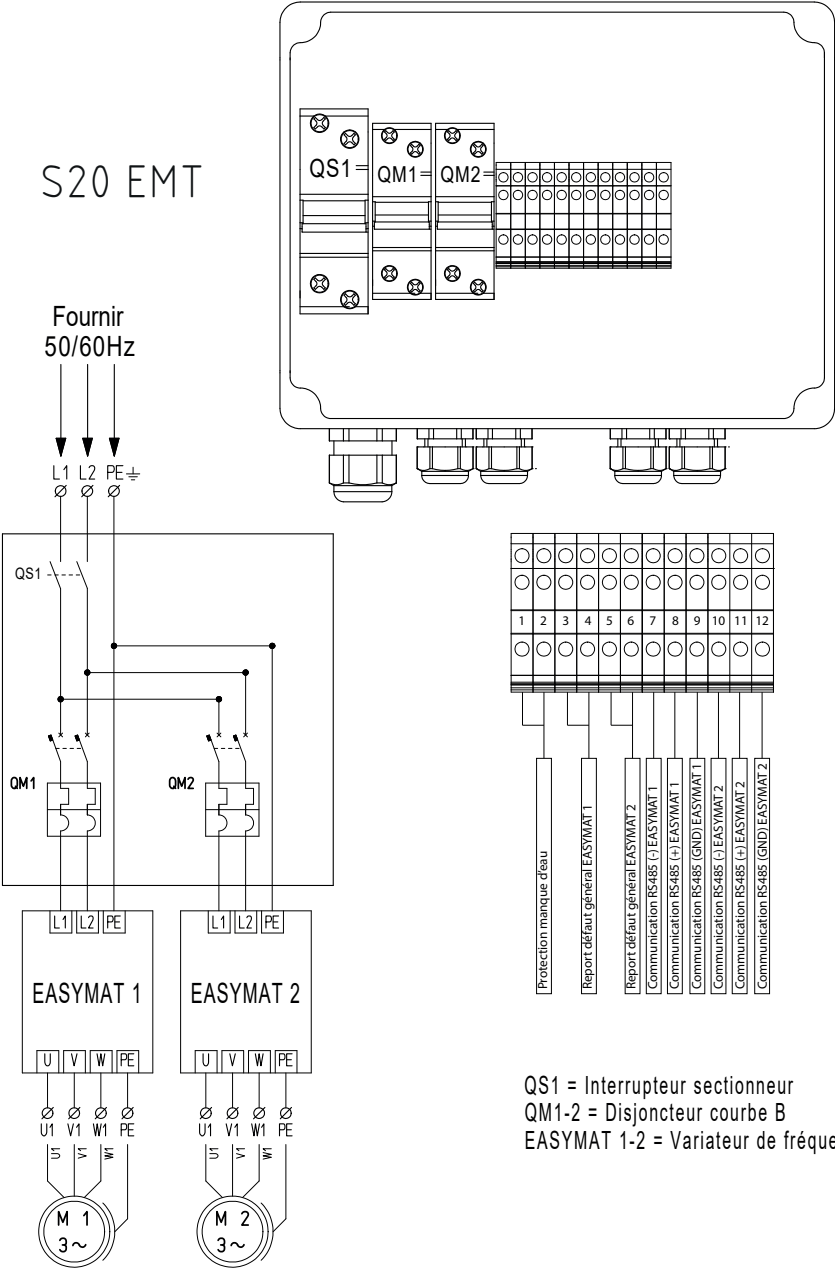 S20 EMT
QS1
QM1
QM2
Fournir
50/60Hz
L1 L2 PE
QS1
QM1
QM2
L1 L2 PE
L1 L2 PE
EASYMAT 1
EASYMAT 2
U V W PE
U V W PE
U1 V1 W1 PE
U1 V1 W1 PE
U1 V1 W1
U1 V1 W1
M 1
3~
M 2
3~
1 2 3 4 5 6 7 8 9 10 11 12
Protection manque d'eau
Report défaut général EASYMAT 1
Report défaut général EASYMAT 2
Communication RS485 (-) EASYMAT 1
Communication RS485 (+) EASYMAT 1
Communication RS485 (GND) EASYMAT 1
Communication RS485 (-) EASYMAT 2
Communication RS485 (+) EASYMAT 2
Communication RS485 (GND) EASYMAT 2
QS1 = Interrupteur sectionneur
QM1-2 = Disjoncteur courbe B
EASYMAT 1-2 = Variateur de fréque